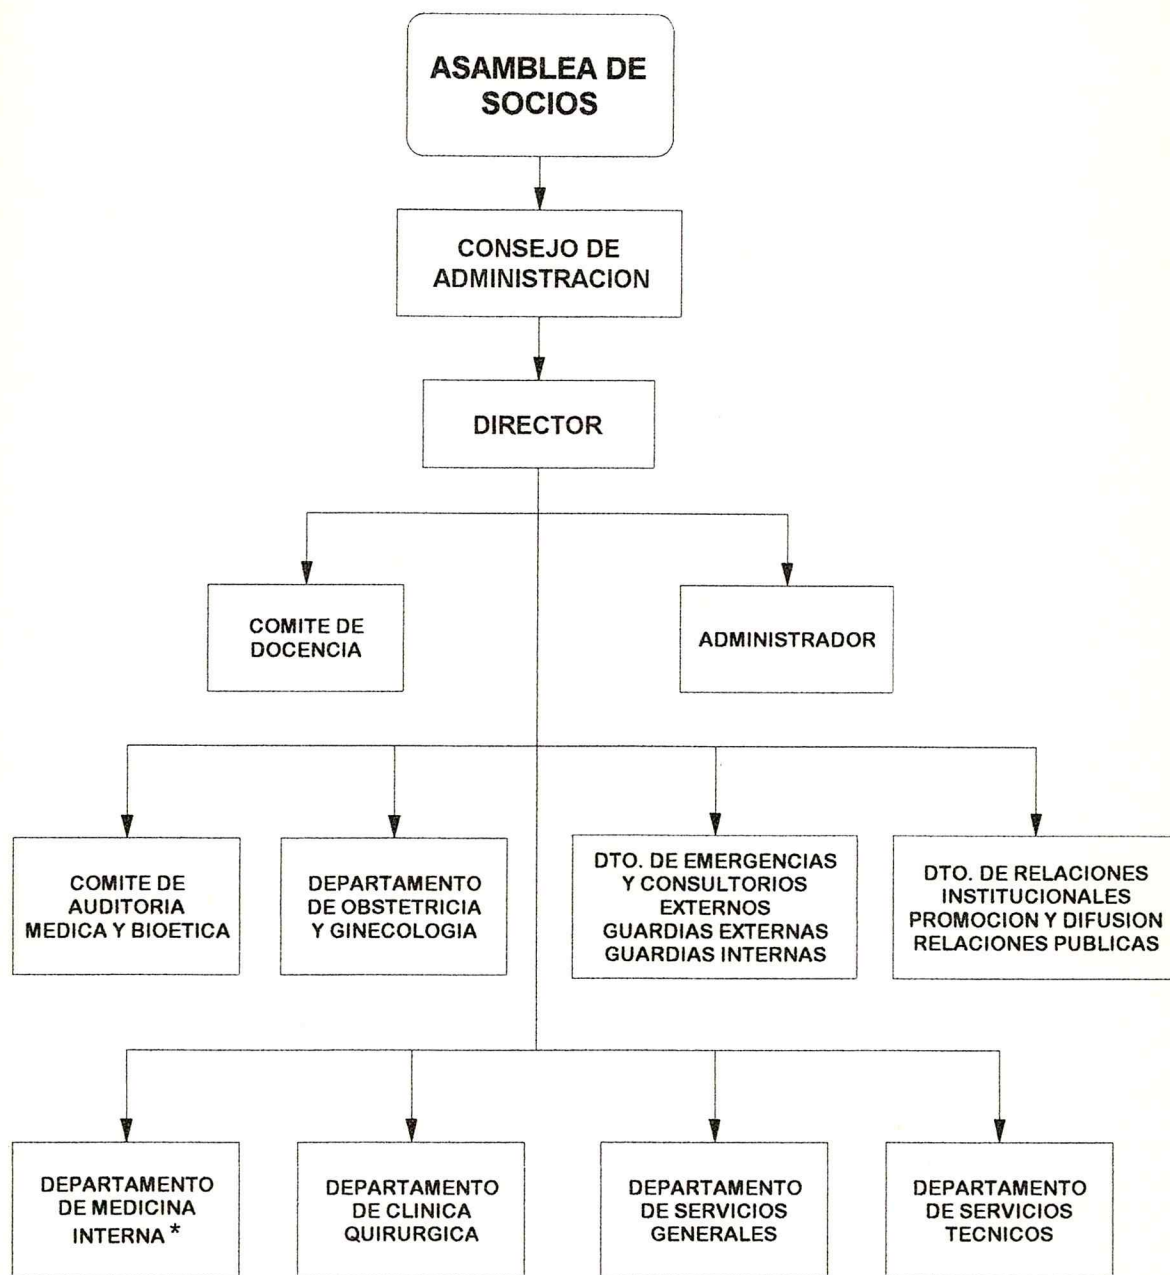 ASAMBLEA DE
SOCIOS
CONSEJO DE
ADMINISTRACION
DIRECTOR
COMITE DE
DOCENCIA
ADMINISTRADOR
COMITE DE
AUDITORIA
MEDICA Y BIOETICA
DEPARTAMENTO
DE OBSTETRICIA
Y GINECOLOGIA
DTO. DE EMERGENCIAS
Y CONSULTORIOS
EXTERNOS
GUARDIAS EXTERNAS
GUARDIAS INTERNAS
DTO. DE RELACIONES
INSTITUCIONALES
PROMOCION Y DIFUSION
RELACIONES PUBLICAS
DEPARTAMENTO
DE MEDICINA
INTERNA *
DEPARTAMENTO
DE CLINICA
QUIRURGICA
DEPARTAMENTO
DE SERVICIOS
GENERALES
DEPARTAMENTO
DE SERVICIOS
TECNICOS